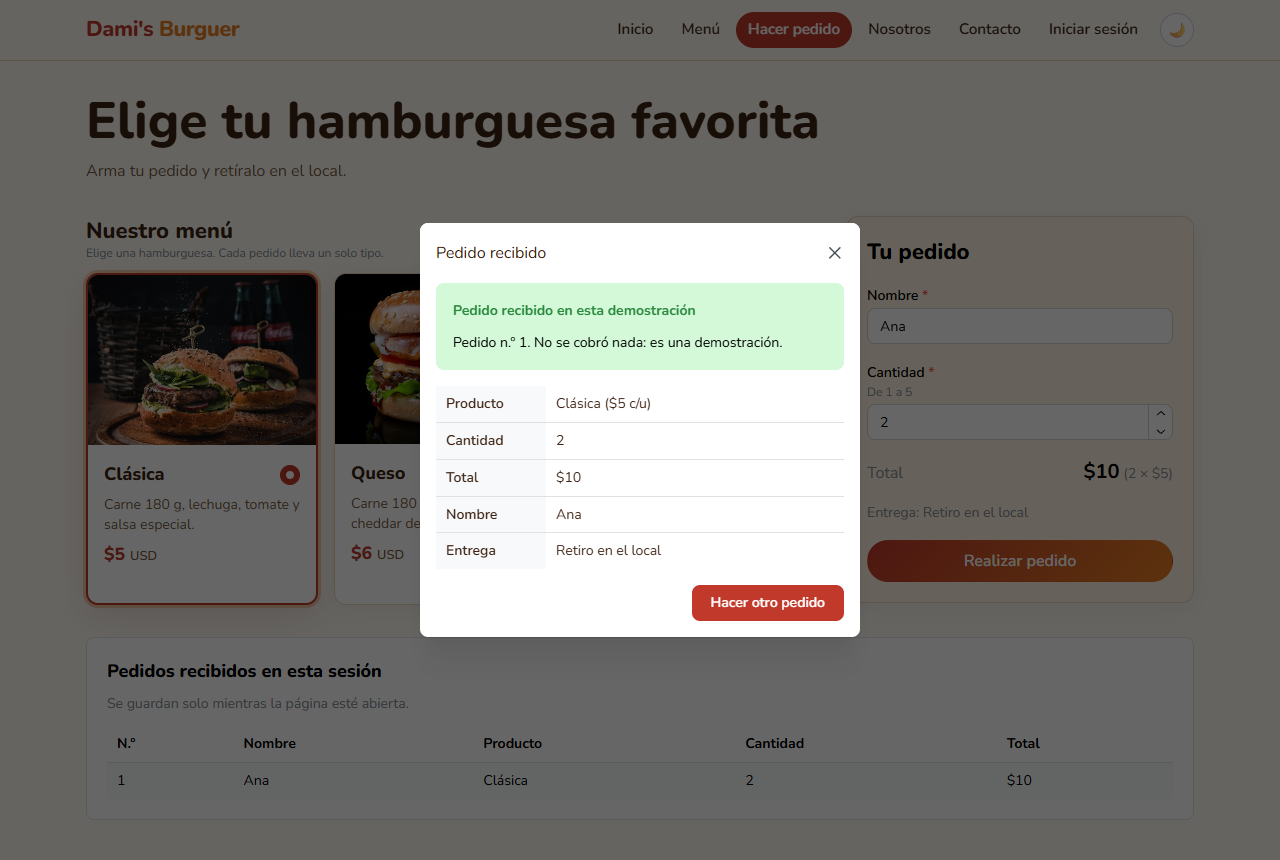 Dami's Burguer
Inicio
Menú
Hacer pedido
Nosotros
Contacto
Iniciar sesión
Elige tu hamburguesa favorita
Arma tu pedido y retíralo en el local.
Nuestro menú
Elige una hamburguesa. Cada pedido lleva un solo tipo.
Clásica
Carne 180 g, lechuga, tomate y
salsa especial.
$5 USD
Queso
Carne 180
cheddar de
$6 USD
Pedido recibido
Pedido recibido en esta demostración
Pedido n.º 1. No se cobró nada: es una demostración.
Producto Clásica ($5 c/u)
Cantidad 2
Total $10
Nombre Ana
Entrega Retiro en el local
Hacer otro pedido
Tu pedido
Nombre *
Ana
Cantidad *
De 1 a 5
2
Total $10 (2 × $5)
Entrega: Retiro en el local
Realizar pedido
Pedidos recibidos en esta sesión
Se guardan solo mientras la página esté abierta.
N.º Nombre Producto Cantidad Total
1 Ana Clásica 2 $10